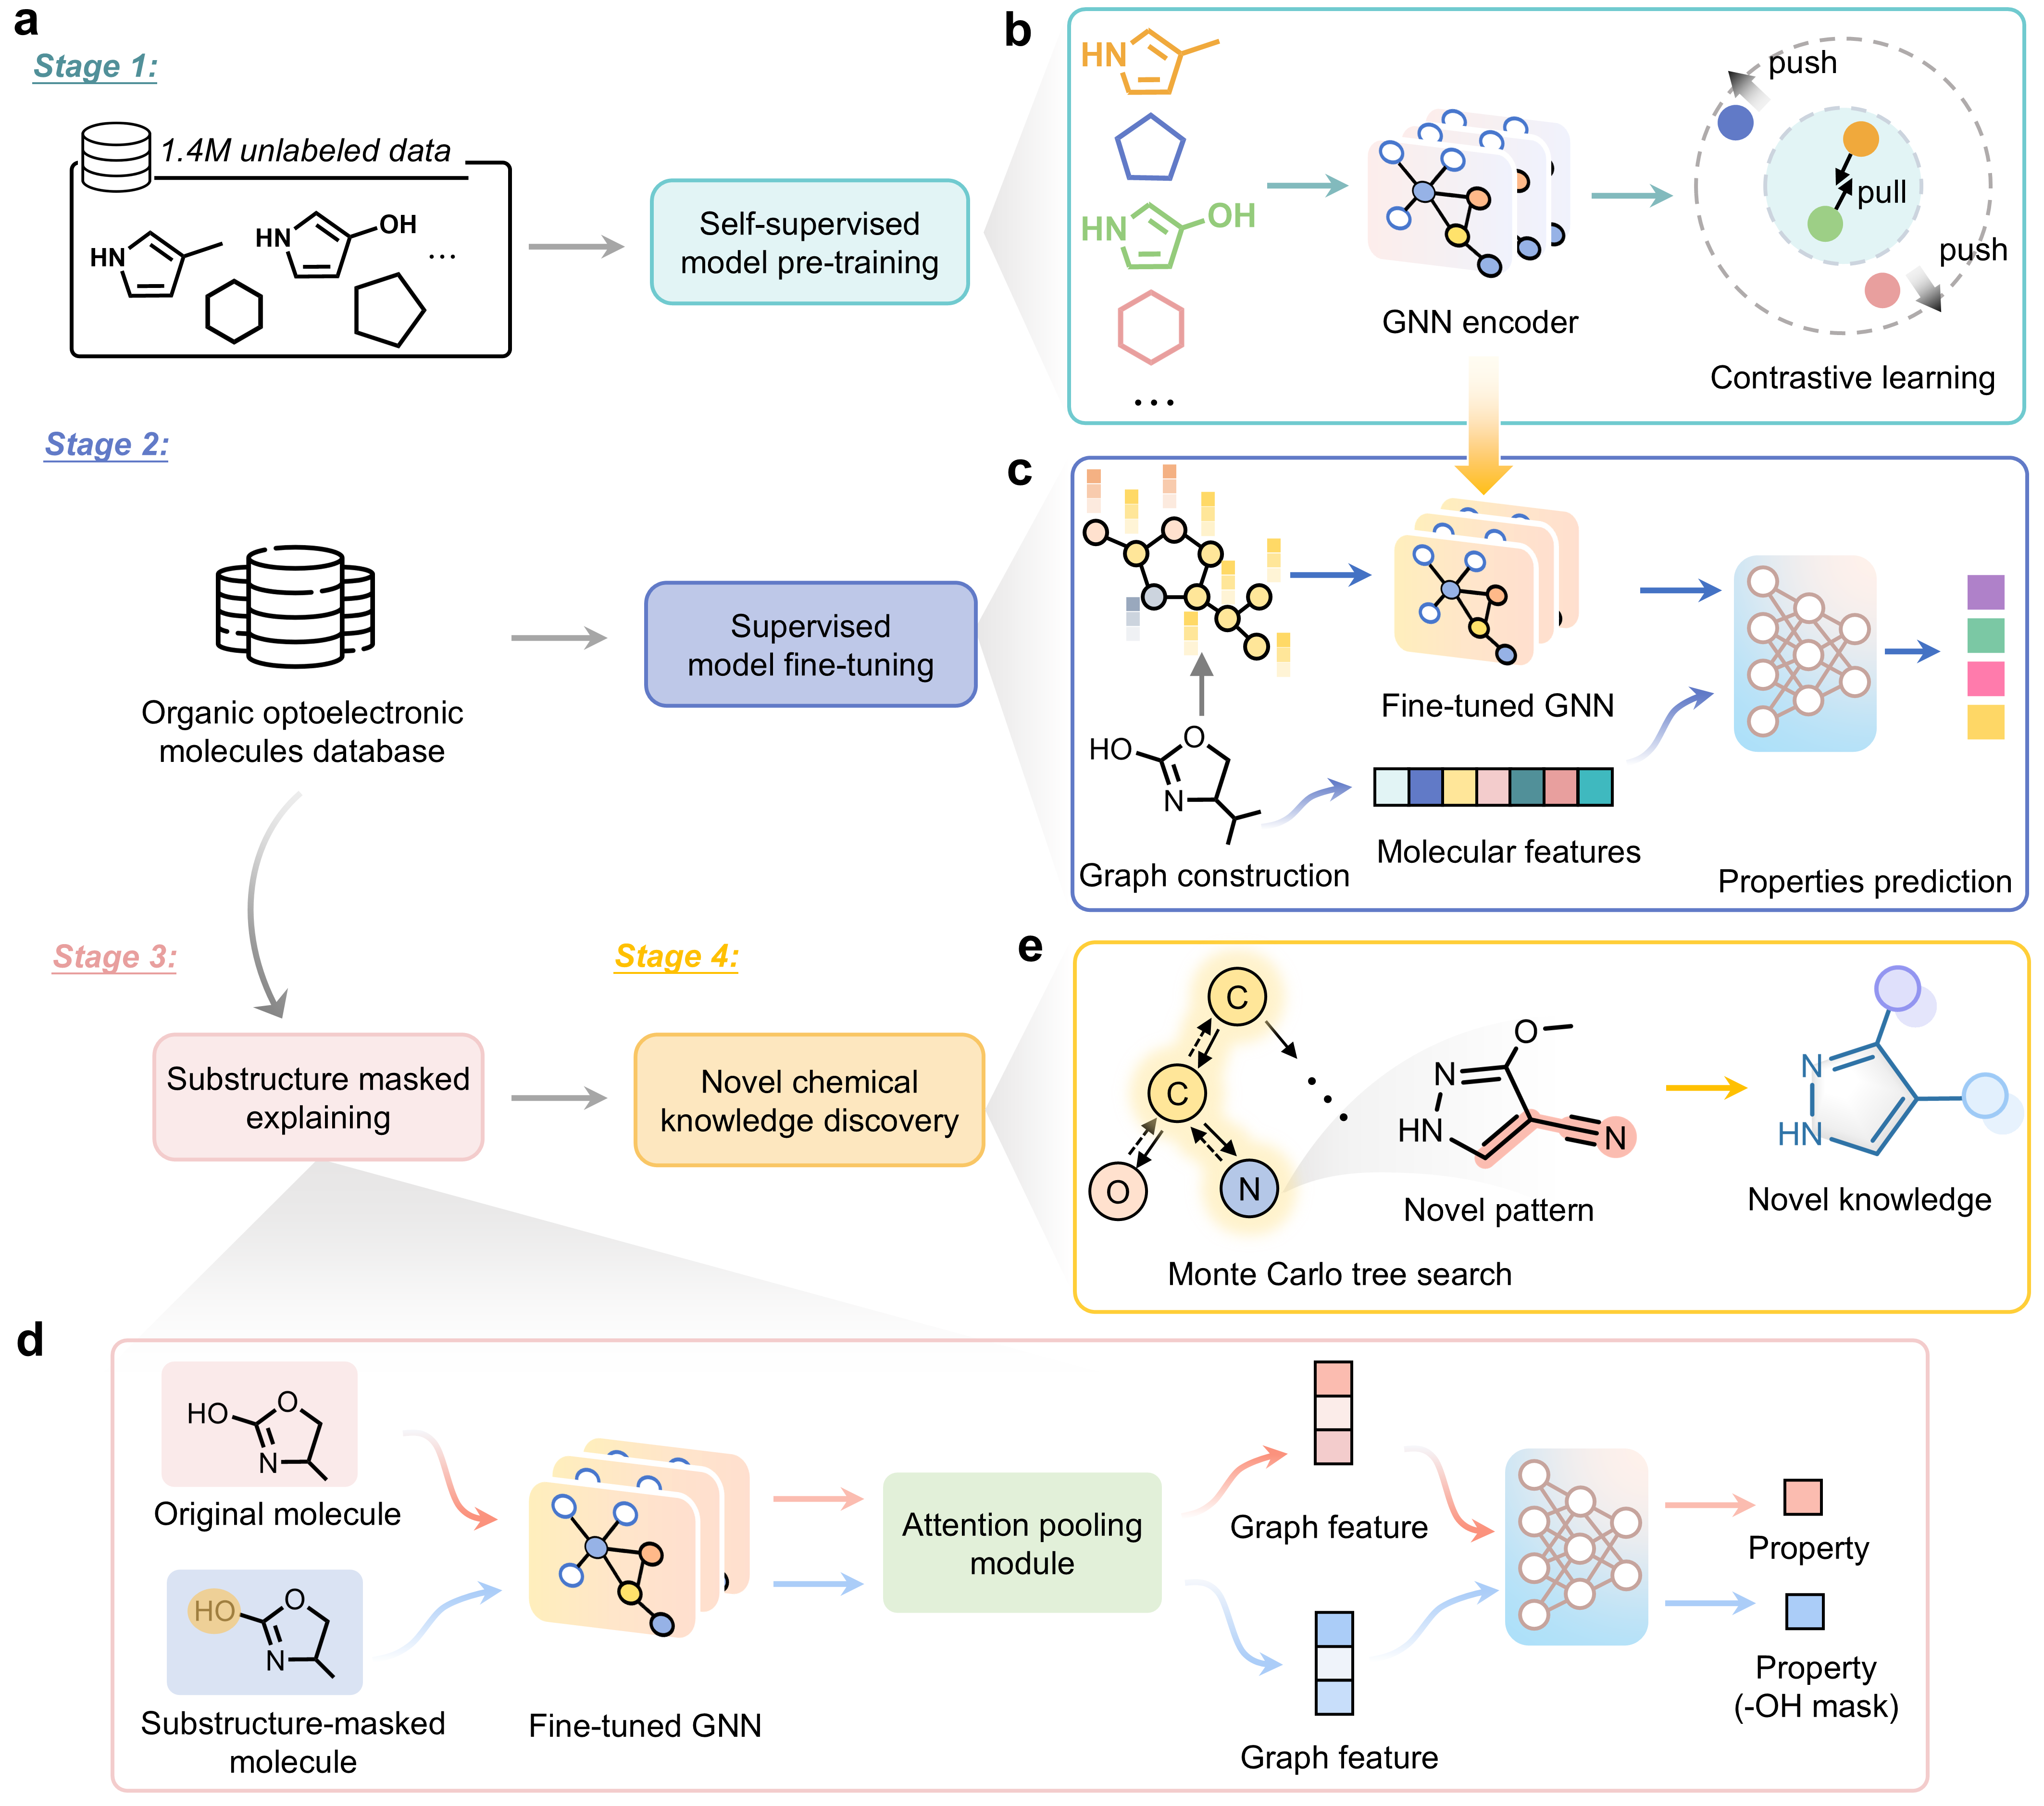 a
Stage 1:
1.4M unlabeled data
HN
HN
OH
...
Self-supervised
model pre-training
b
HN
HN
OH
...
GNN encoder
push
pull
push
Contrastive learning
Stage 2:
Organic optoelectronic
molecules database
Supervised
model fine-tuning
c
HO
O
N
Graph construction
Fine-tuned GNN
Molecular features
Properties prediction
Stage 3:
Substructure masked
explaining
Stage 4:
Novel chemical
knowledge discovery
e
C
C
O
N
Monte Carlo tree search
O
N
HN
N
Novel pattern
N
HN
Novel knowledge
d
HO
O
N
Original molecule
HO
O
N
Substructure-masked
molecule
Fine-tuned GNN
Attention pooling
module
Graph feature
Graph feature
Property
Property
(-OH mask)